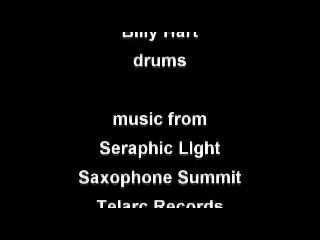 Billy Hart
drums
music from
Seraphic LIght
Saxophone Summit
Telarc Records